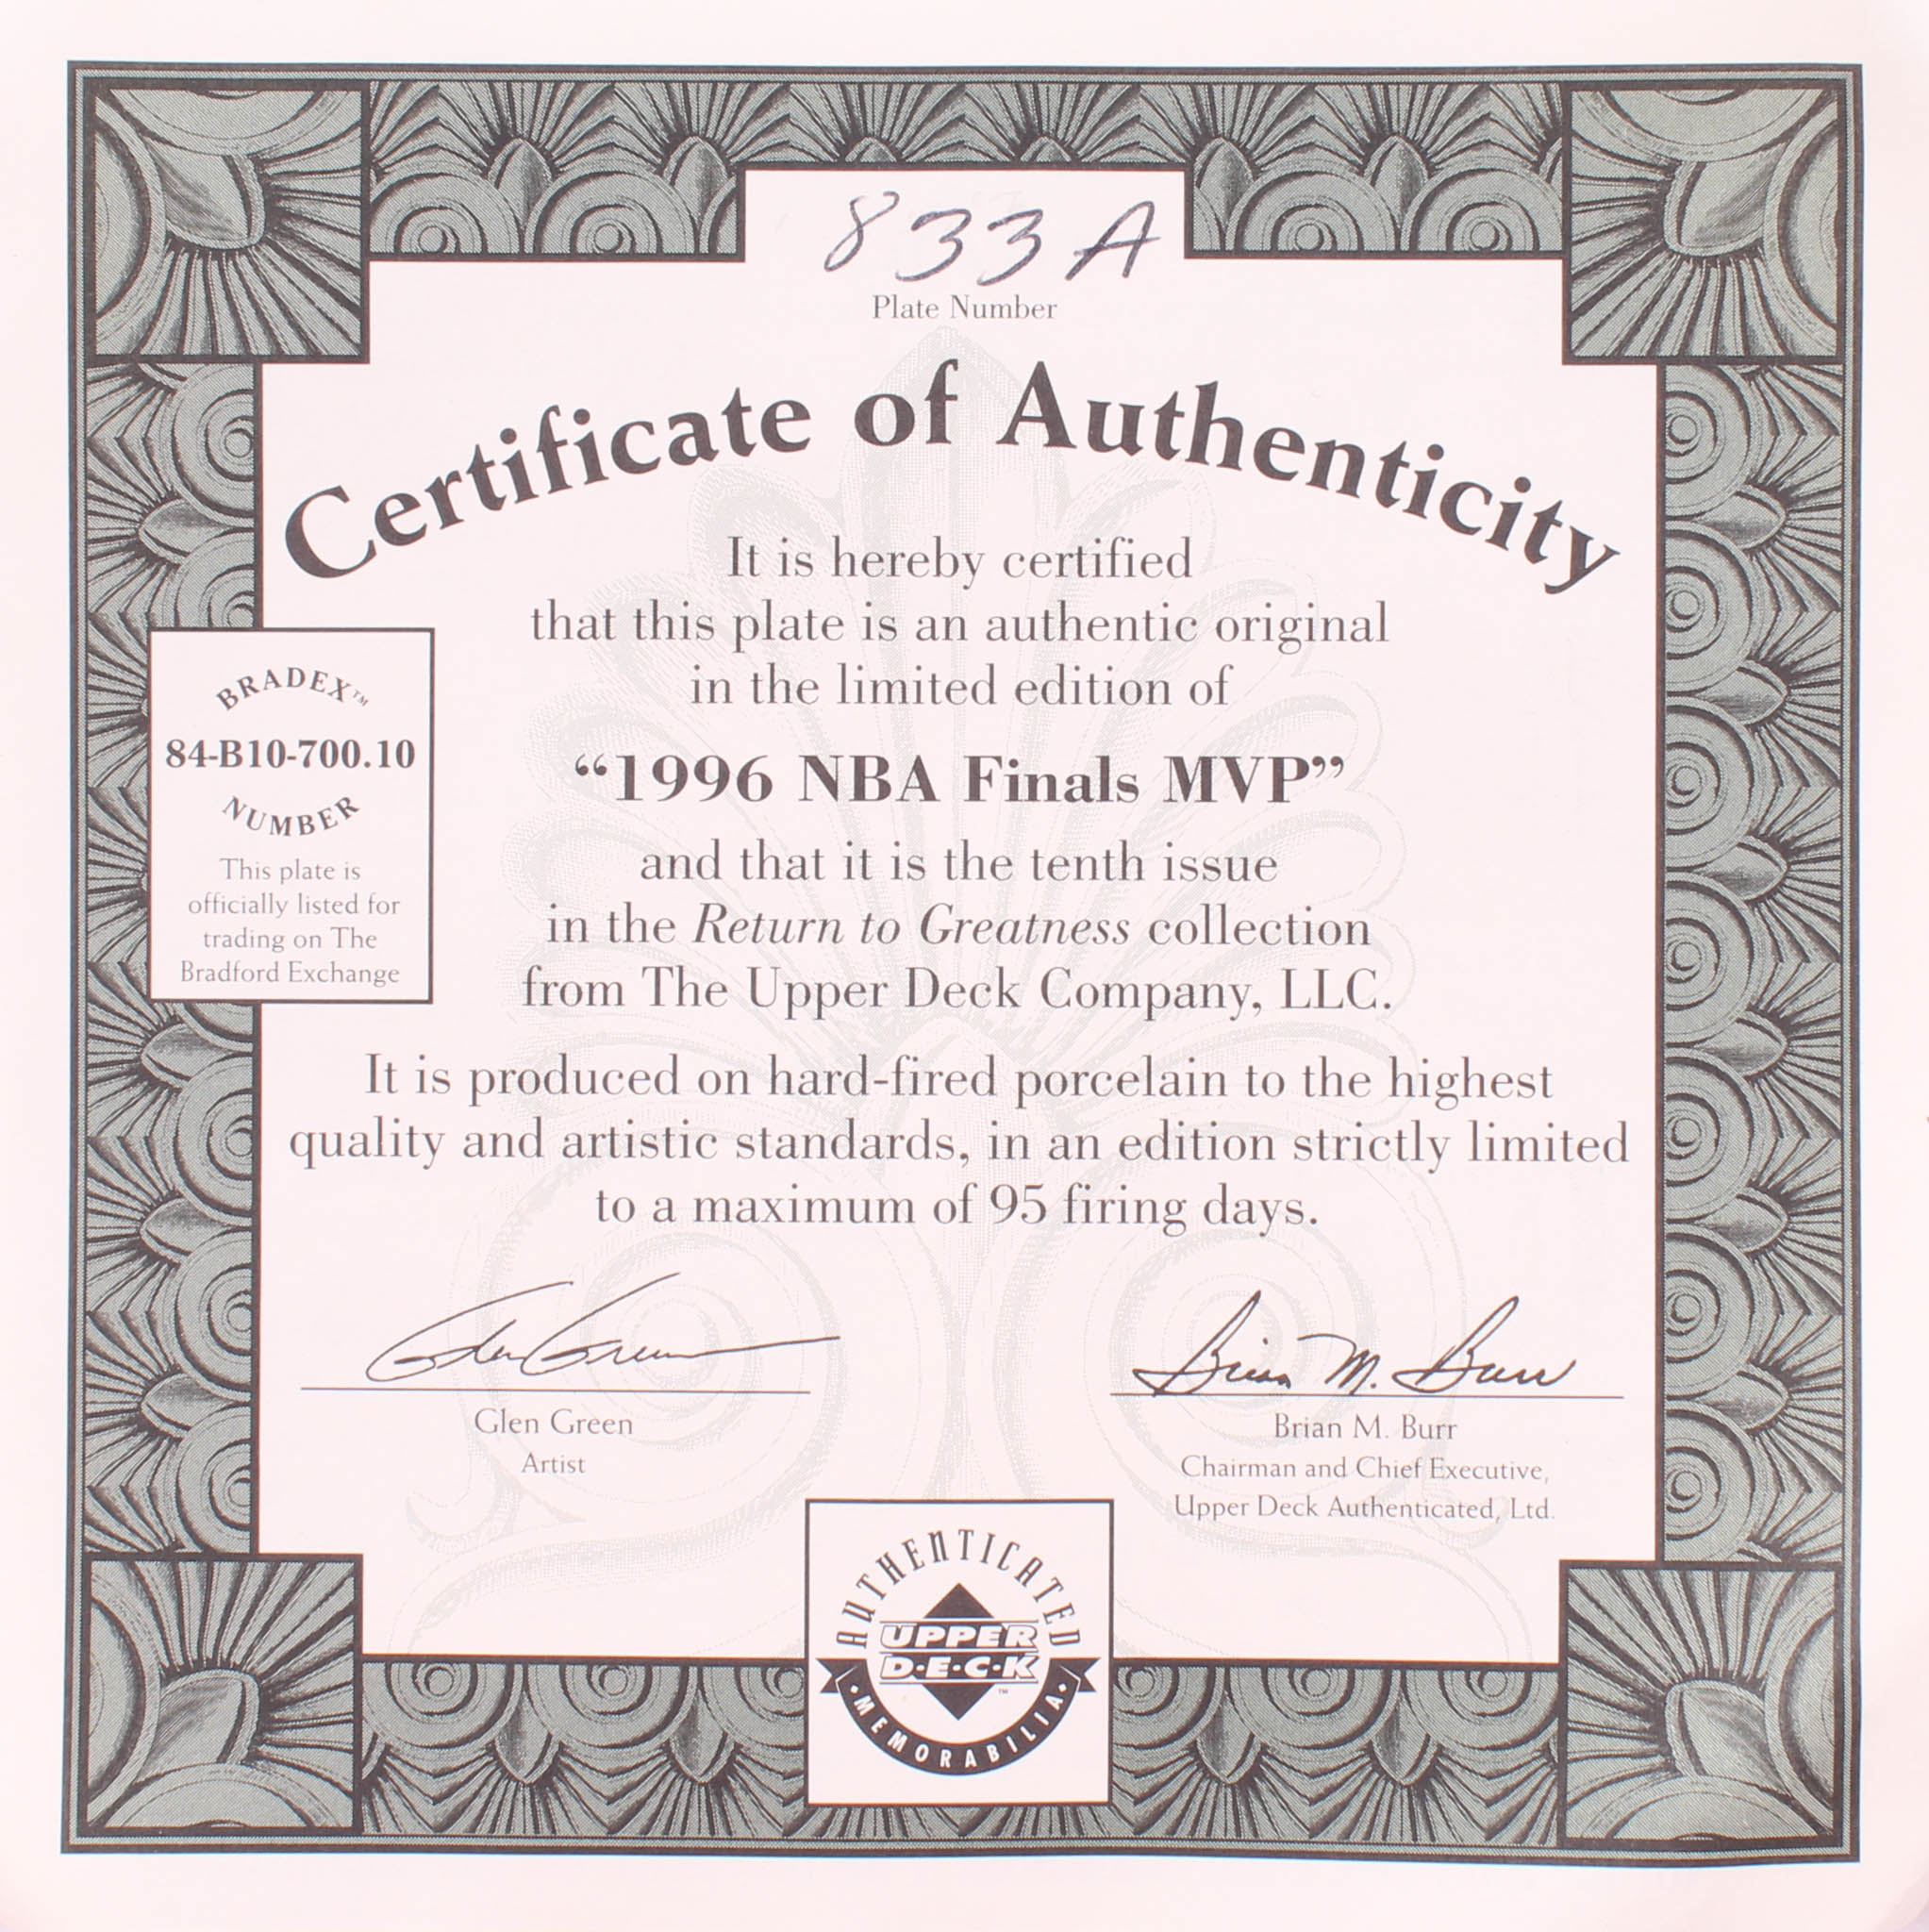 833A
Plate Number
Certificate of Authenticity
It is hereby certified
that this plate is an authentic original
in the limited edition of
“1996 NBA Finals MVP”
and that it is the tenth issue
in the Return to Greatness collection
from The Upper Deck Company, LLC.
BRADEX™
84-B10-700.10
NUMBER
This plate is
officially listed for
trading on The
Bradford Exchange
It is produced on hard-fired porcelain to the highest
quality and artistic standards, in an edition strictly limited
to a maximum of 95 firing days.
Glen Green
Glen Green
Artist
Brian M. Burr
Brian M. Burr
Chairman and Chief Executive,
Upper Deck Authenticated, Ltd.
AUTHENTICATED
UPPER
D·E·C·K
™
·MEMORABILIA·